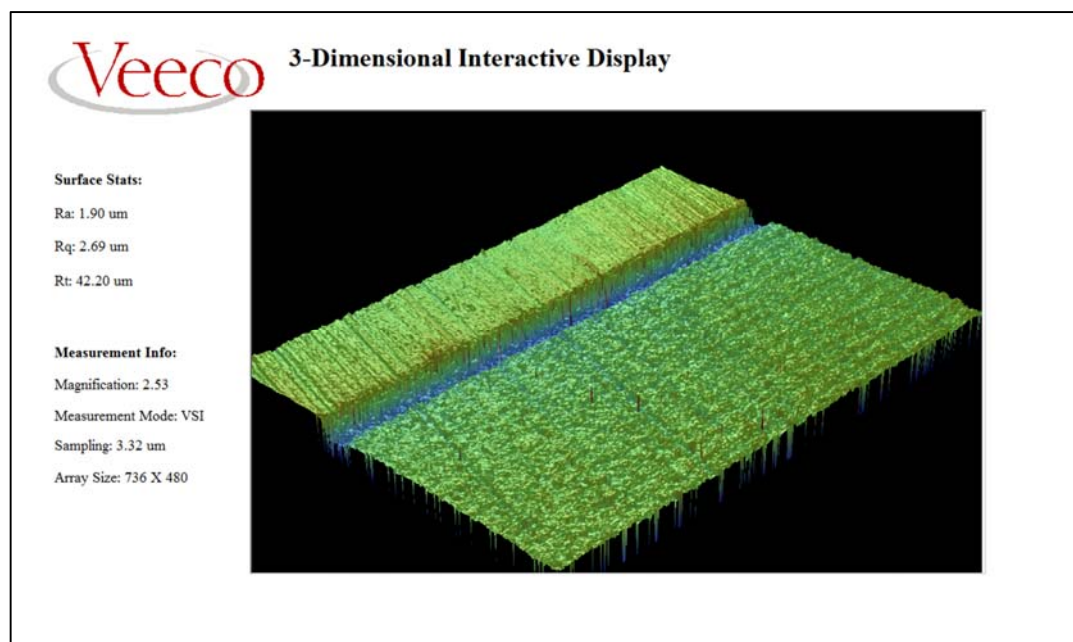 Veeco
3-Dimensional Interactive Display
Surface Stats:
Ra: 1.90 um
Rq: 2.69 um
Rt: 42.20 um
Measurement Info:
Magnification: 2.53
Measurement Mode: VSI
Sampling: 3.32 um
Array Size: 736 X 480